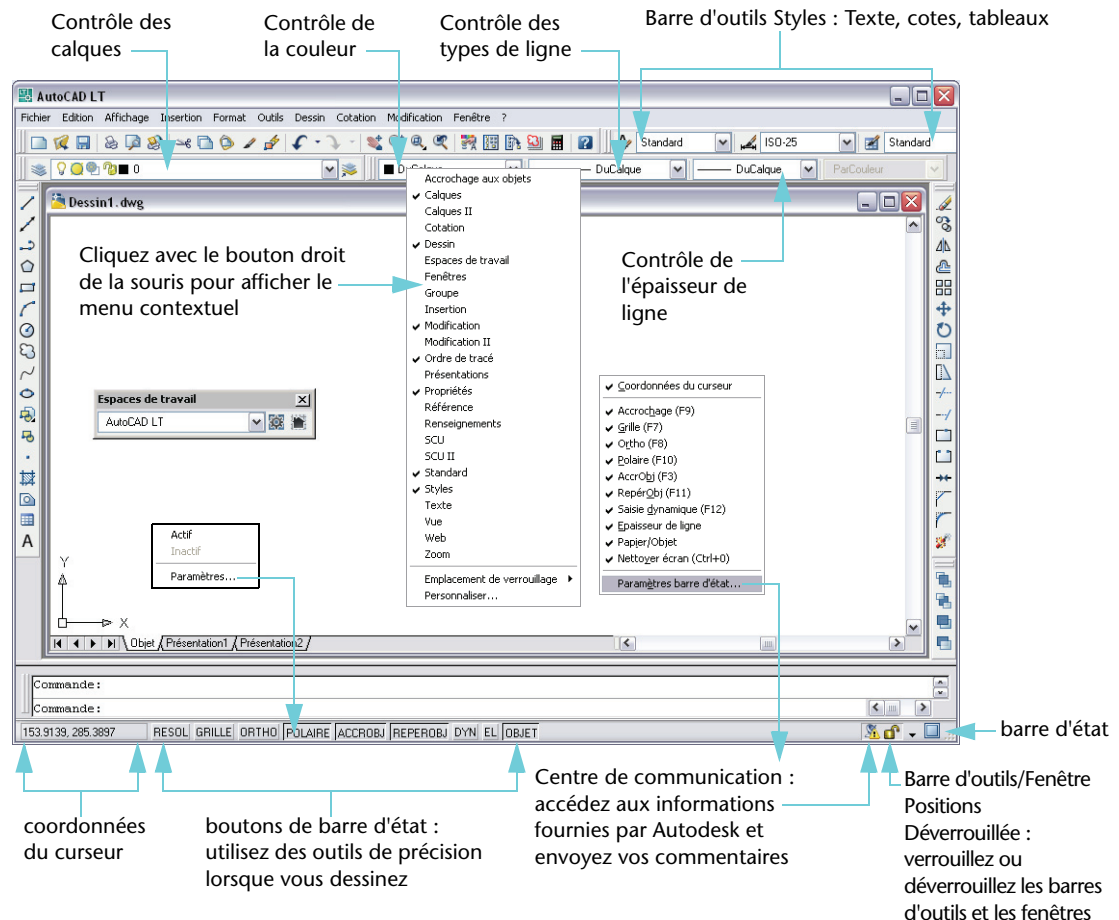 Contrôle des
calques
Contrôle de
la couleur
Contrôle des
types de ligne
Barre d'outils Styles : Texte, cotes, tableaux
AutoCAD LT
Fichier Edition Affichage Insertion Format Outils Dessin Cotation Modification Fenêtre ?
Standard ISO-25 Standard
0 DuCalque DuCalque ParCouleur
Dessin1.dwg
Cliquez avec le bouton droit
de la souris pour afficher le
menu contextuel
Accrochage aux objets
Calques
Calques II
Cotation
Dessin
Espaces de travail
Fenêtres
Groupe
Insertion
Modification
Modification II
Ordre de tracé
Présentations
Propriétés
Référence
Renseignements
SCU
SCU II
Standard
Styles
Texte
Vue
Web
Zoom
Emplacement de verrouillage
Personnaliser...
Contrôle de
l'épaisseur de
ligne
Espaces de travail
AutoCAD LT
Coordonnées du curseur
Accrochage (F9)
Grille (F7)
Ortho (F8)
Polaire (F10)
AccrObj (F3)
RepérObj (F11)
Saisie dynamique (F12)
Epaisseur de ligne
Papier/Objet
Nettoyer écran (Ctrl+0)
Paramètres barre d'état...
Actif
Inactif
Paramètres...
A
Y
X
Objet Présentation1 Présentation2
Commande:
Commande:
153.9139, 285.3897 RESOL GRILLE ORTHO POLAIRE ACCROBJ REPEROBJ DYN EL OBJET
barre d'état
coordonnées
du curseur
boutons de barre d'état :
utilisez des outils de précision
lorsque vous dessinez
Centre de communication :
accédez aux informations
fournies par Autodesk et
envoyez vos commentaires
Barre d'outils/Fenêtre
Positions
Déverrouillée :
verrouillez ou
déverrouillez les barres
d'outils et les fenêtres